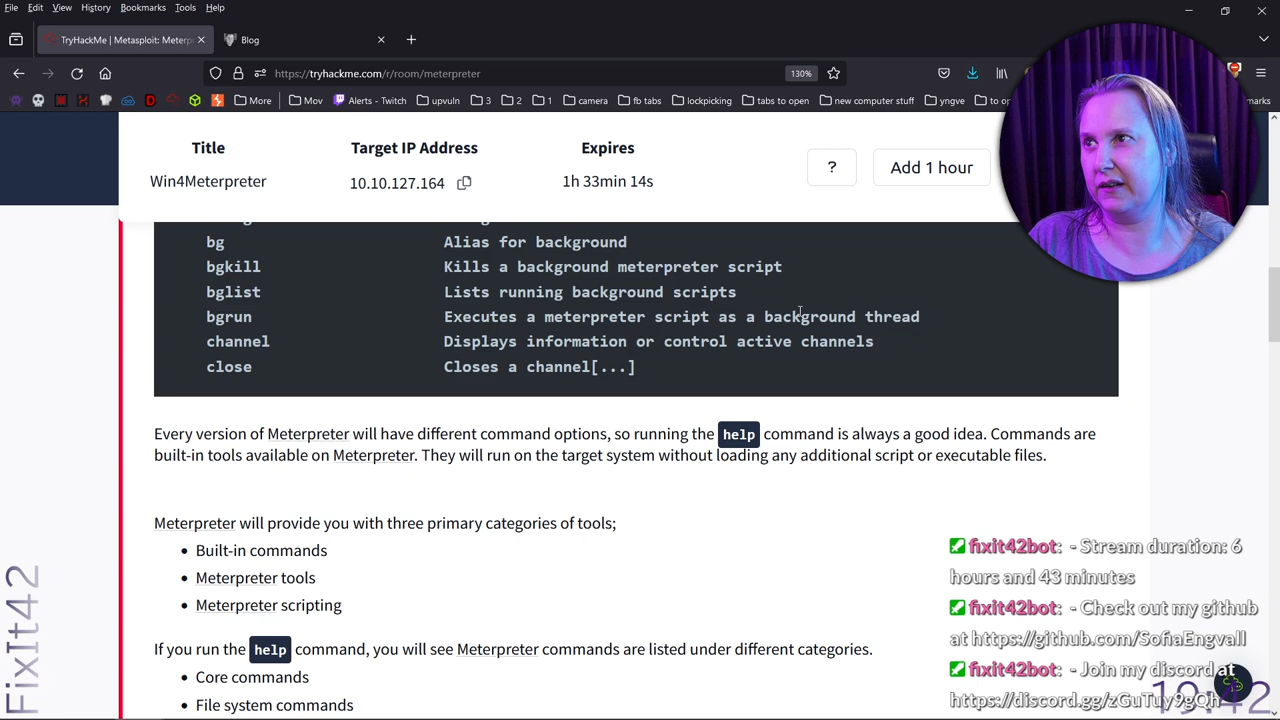 File Edit View History Bookmarks Tools Help
TryHackMe | Metasploit: Meterp
Blog
https://tryhackme.com/r/room/meterpreter
130%
More
Mov
Alerts - Twitch
upvuln
3
2
1
camera
fb tabs
lockpicking
tabs to open
new computer stuff
yngve
Title
Target IP Address
Expires
Win4Meterpreter
10.10.127.164
1h 33min 14s
?
Add 1 hour
bg Alias for background
bgkill Kills a background meterpreter script
bglist Lists running background scripts
bgrun Executes a meterpreter script as a background thread
channel Displays information or control active channels
close Closes a channel[...]
Every version of Meterpreter will have different command options, so running the help command is always a good idea. Commands are
built-in tools available on Meterpreter. They will run on the target system without loading any additional script or executable files.
Meterpreter will provide you with three primary categories of tools;
• Built-in commands
• Meterpreter tools
• Meterpreter scripting
If you run the help command, you will see Meterpreter commands are listed under different categories.
• Core commands
• File system commands
fixit42bot: - Stream duration: 6
hours and 43 minutes
fixit42bot: - Check out my github
at https://github.com/SofiaEngvall
fixit42bot: - Join my discord at
https://discord.gg/zGuTuy9gQh
FixIt42
19:42